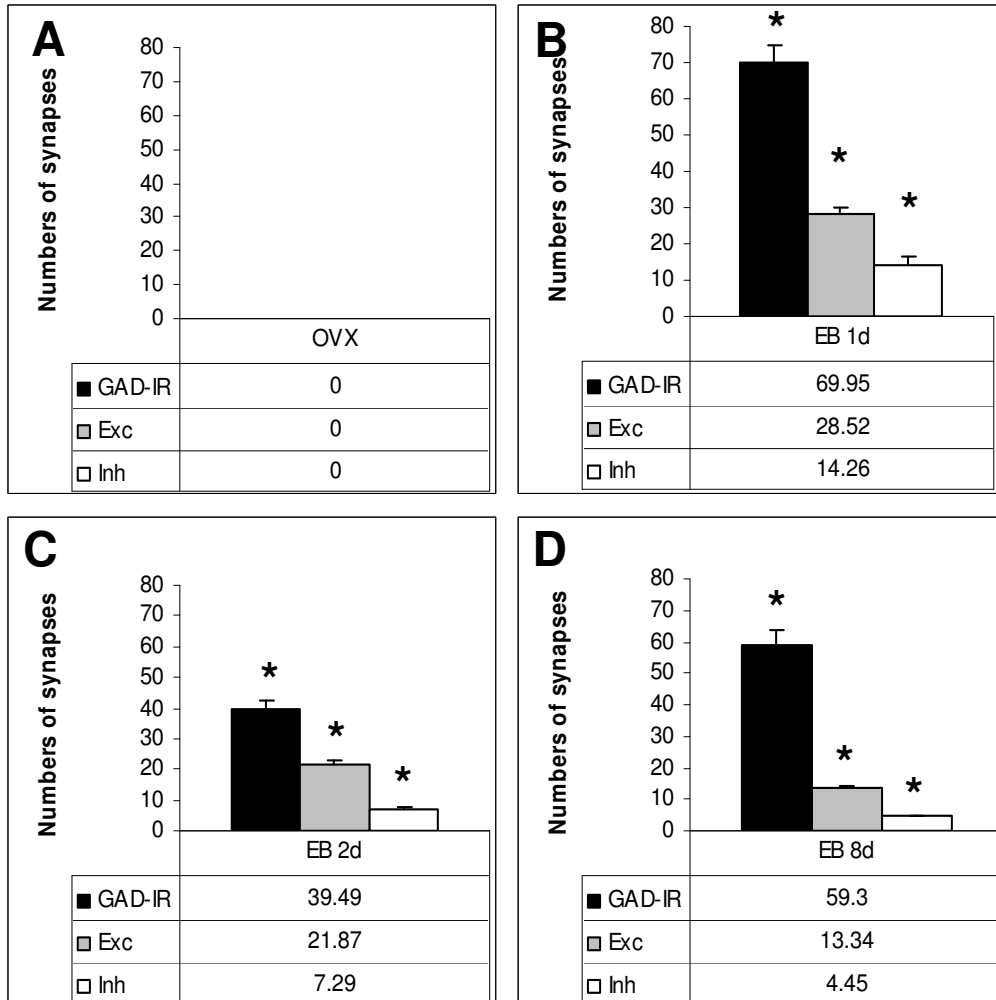 A
Numbers of synapses
80
70
60
50
40
30
20
10
0
OVX
GAD-IR 0
Exc 0
Inh 0
B
Numbers of synapses
80
70
60
50
40
30
20
10
0
*
*
*
EB 1d
GAD-IR 69.95
Exc 28.52
Inh 14.26
C
Numbers of synapses
80
70
60
50
40
30
20
10
0
*
*
*
EB 2d
GAD-IR 39.49
Exc 21.87
Inh 7.29
D
Numbers of synapses
80
70
60
50
40
30
20
10
0
*
*
*
EB 8d
GAD-IR 59.3
Exc 13.34
Inh 4.45